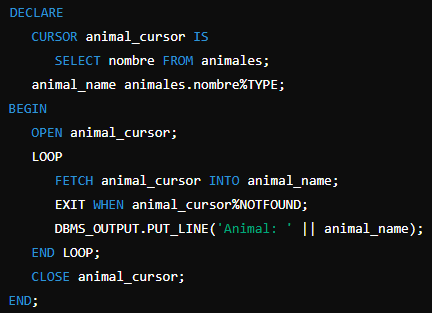 DECLARE
CURSOR animal_cursor IS
SELECT nombre FROM animales;
animal_name animales.nombre%TYPE;
BEGIN
OPEN animal_cursor;
LOOP
FETCH animal_cursor INTO animal_name;
EXIT WHEN animal_cursor%NOTFOUND;
DBMS_OUTPUT.PUT_LINE('Animal: ' || animal_name);
END LOOP;
CLOSE animal_cursor;
END;